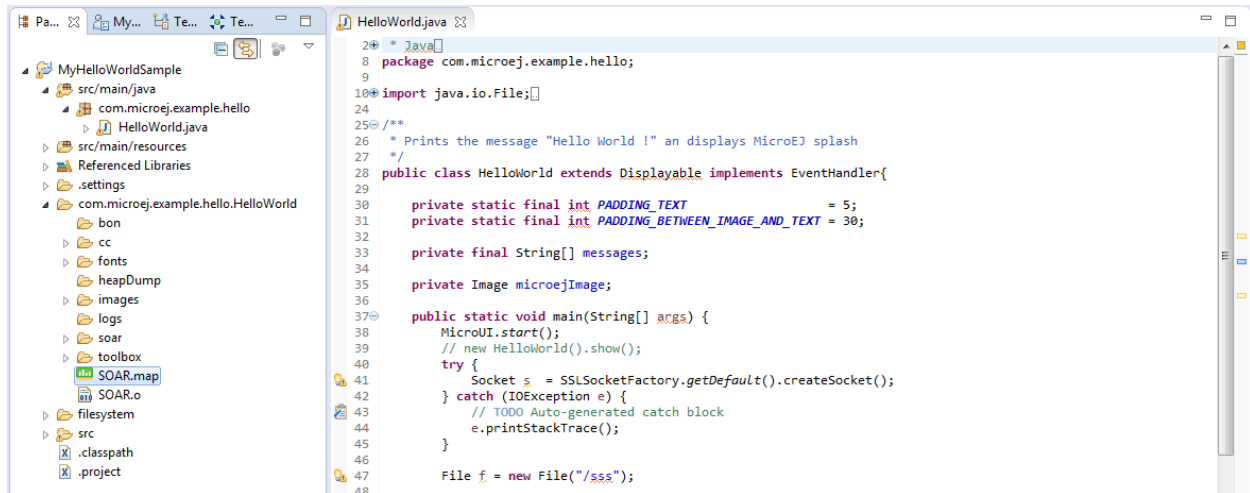 Pa... My... Te... Te...
MyHelloWorldSample
src/main/java
com.microej.example.hello
HelloWorld.java
src/main/resources
Referenced Libraries
.settings
com.microej.example.hello.HelloWorld
bon
cc
fonts
heapDump
images
logs
soar
toolbox
SOAR.map
SOAR.o
filesystem
src
.classpath
.project
HelloWorld.java
2 * Java
8 package com.microej.example.hello;
9
10 import java.io.File;
24
25 /**
26 * Prints the message "Hello World !" an displays MicroEJ splash
27 */
28 public class HelloWorld extends Displayable implements EventHandler{
29
30 private static final int PADDING_TEXT = 5;
31 private static final int PADDING_BETWEEN_IMAGE_AND_TEXT = 30;
32
33 private final String[] messages;
34
35 private Image microejImage;
36
37 public static void main(String[] args) {
38 MicroUI.start();
39 // new HelloWorld().show();
40 try {
41 Socket s = SSLSocketFactory.getDefault().createSocket();
42 } catch (IOException e) {
43 // TODO Auto-generated catch block
44 e.printStackTrace();
45 }
46
47 File f = new File("/sss");
48